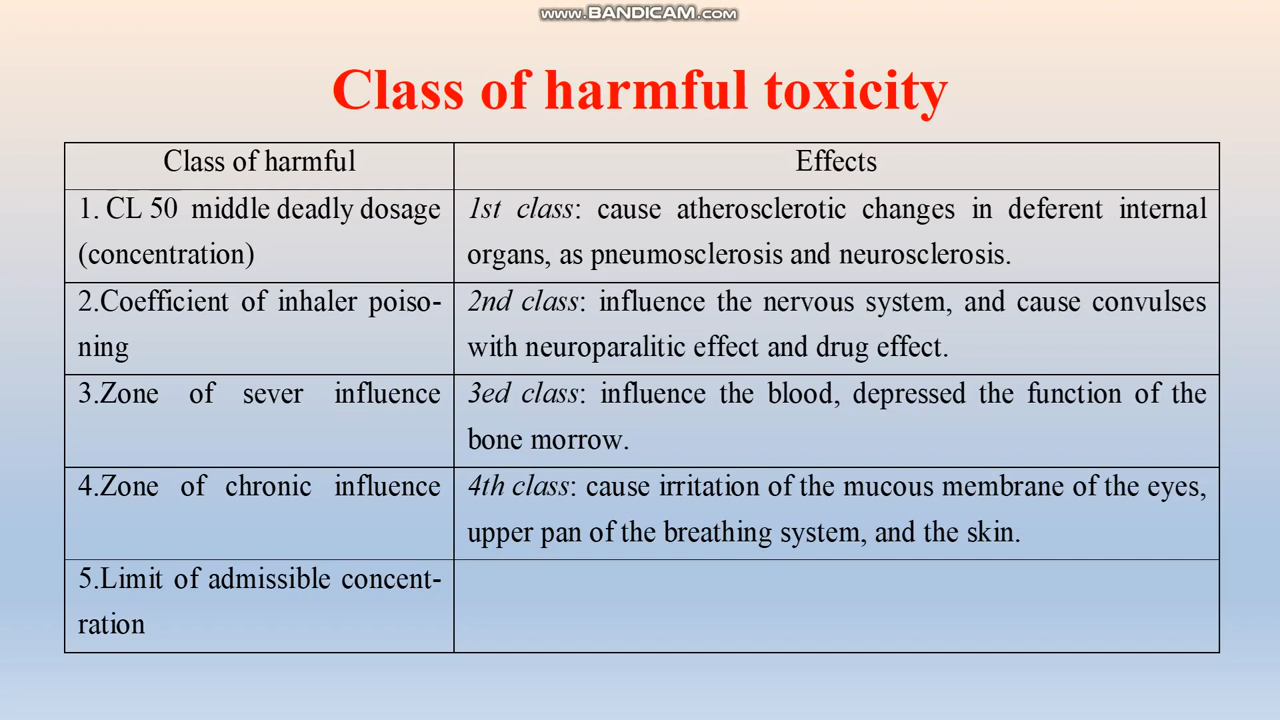 www.BANDICAM.com
Class of harmful toxicity
Class of harmful
Effects
1. CL 50 middle deadly dosage
(concentration)
1st class: cause atherosclerotic changes in deferent internal
organs, as pneumosclerosis and neurosclerosis.
2.Coefficient of inhaler poiso-
ning
2nd class: influence the nervous system, and cause convulses
with neuroparalitic effect and drug effect.
3.Zone of sever influence
3ed class: influence the blood, depressed the function of the
bone morrow.
4.Zone of chronic influence
4th class: cause irritation of the mucous membrane of the eyes,
upper pan of the breathing system, and the skin.
5.Limit of admissible concent-
ration